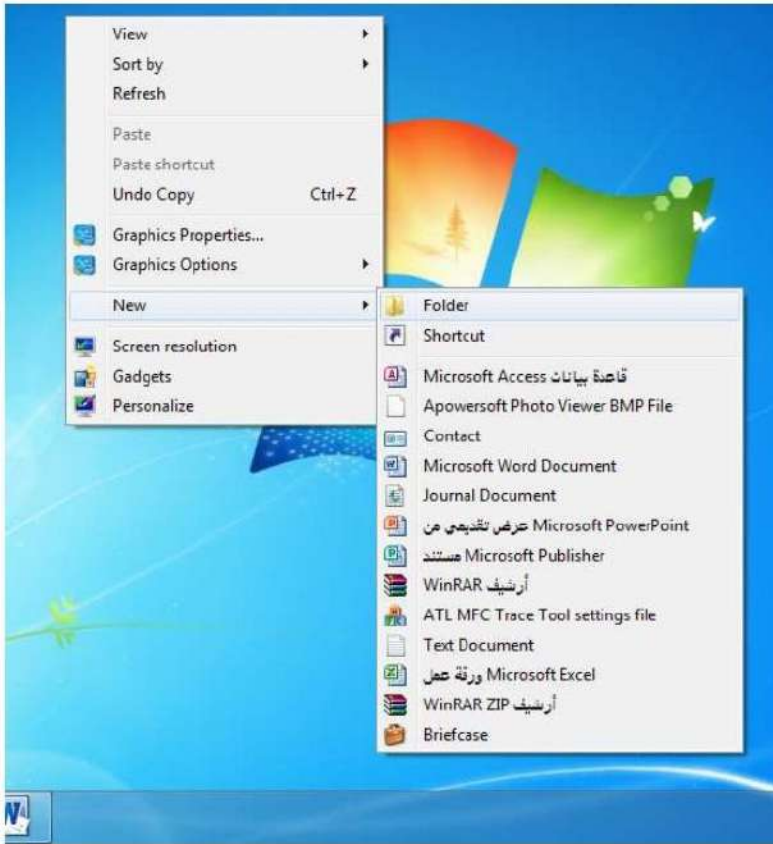 View
Sort by
Refresh
Paste
Paste shortcut
Undo Copy Ctrl+Z
Graphics Properties...
Graphics Options
New
Screen resolution
Gadgets
Personalize
Folder
Shortcut
قاعدة بيانات Microsoft Access
Apowersoft Photo Viewer BMP File
Contact
Microsoft Word Document
Journal Document
عرض تقديمي من Microsoft PowerPoint
مستند Microsoft Publisher
أرشيف WinRAR
ATL MFC Trace Tool settings file
Text Document
ورقة عمل Microsoft Excel
أرشيف WinRAR ZIP
Briefcase